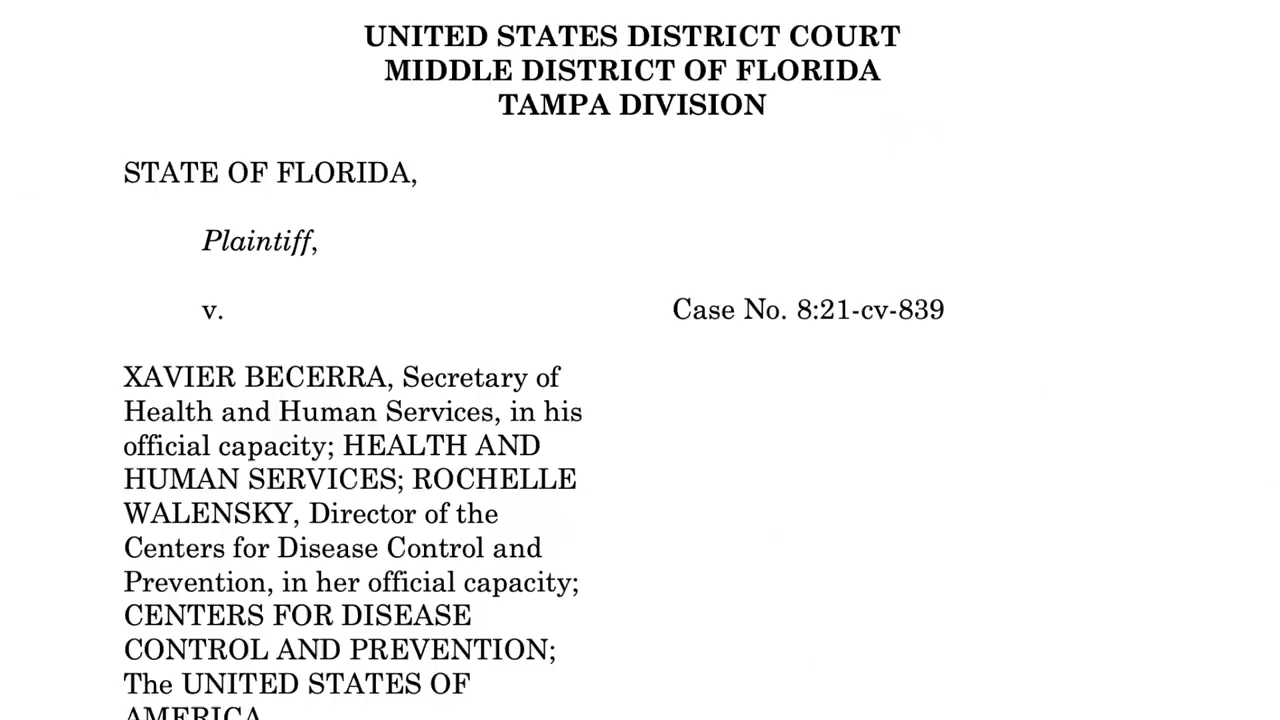 UNITED STATES DISTRICT COURT
MIDDLE DISTRICT OF FLORIDA
TAMPA DIVISION
STATE OF FLORIDA,
Plaintiff,
v.
Case No. 8:21-cv-839
XAVIER BECERRA, Secretary of
Health and Human Services, in his
official capacity; HEALTH AND
HUMAN SERVICES; ROCHELLE
WALENSKY, Director of the
Centers for Disease Control and
Prevention, in her official capacity;
CENTERS FOR DISEASE
CONTROL AND PREVENTION;
The UNITED STATES OF
AMERICA